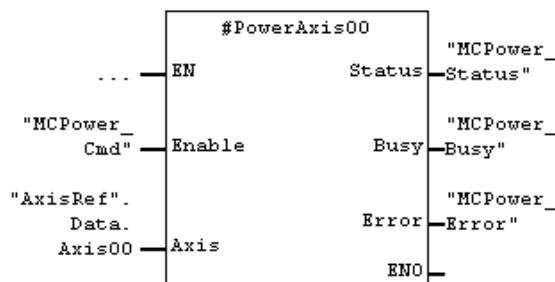 #PowerAxis00
"MCPower_
... EN Status Status"
"MCPower_ "MCPower_
Cmd" Enable Busy Busy"
"AxisRef". "MCPower_
Data. Error Error"
Axis00 Axis
ENO